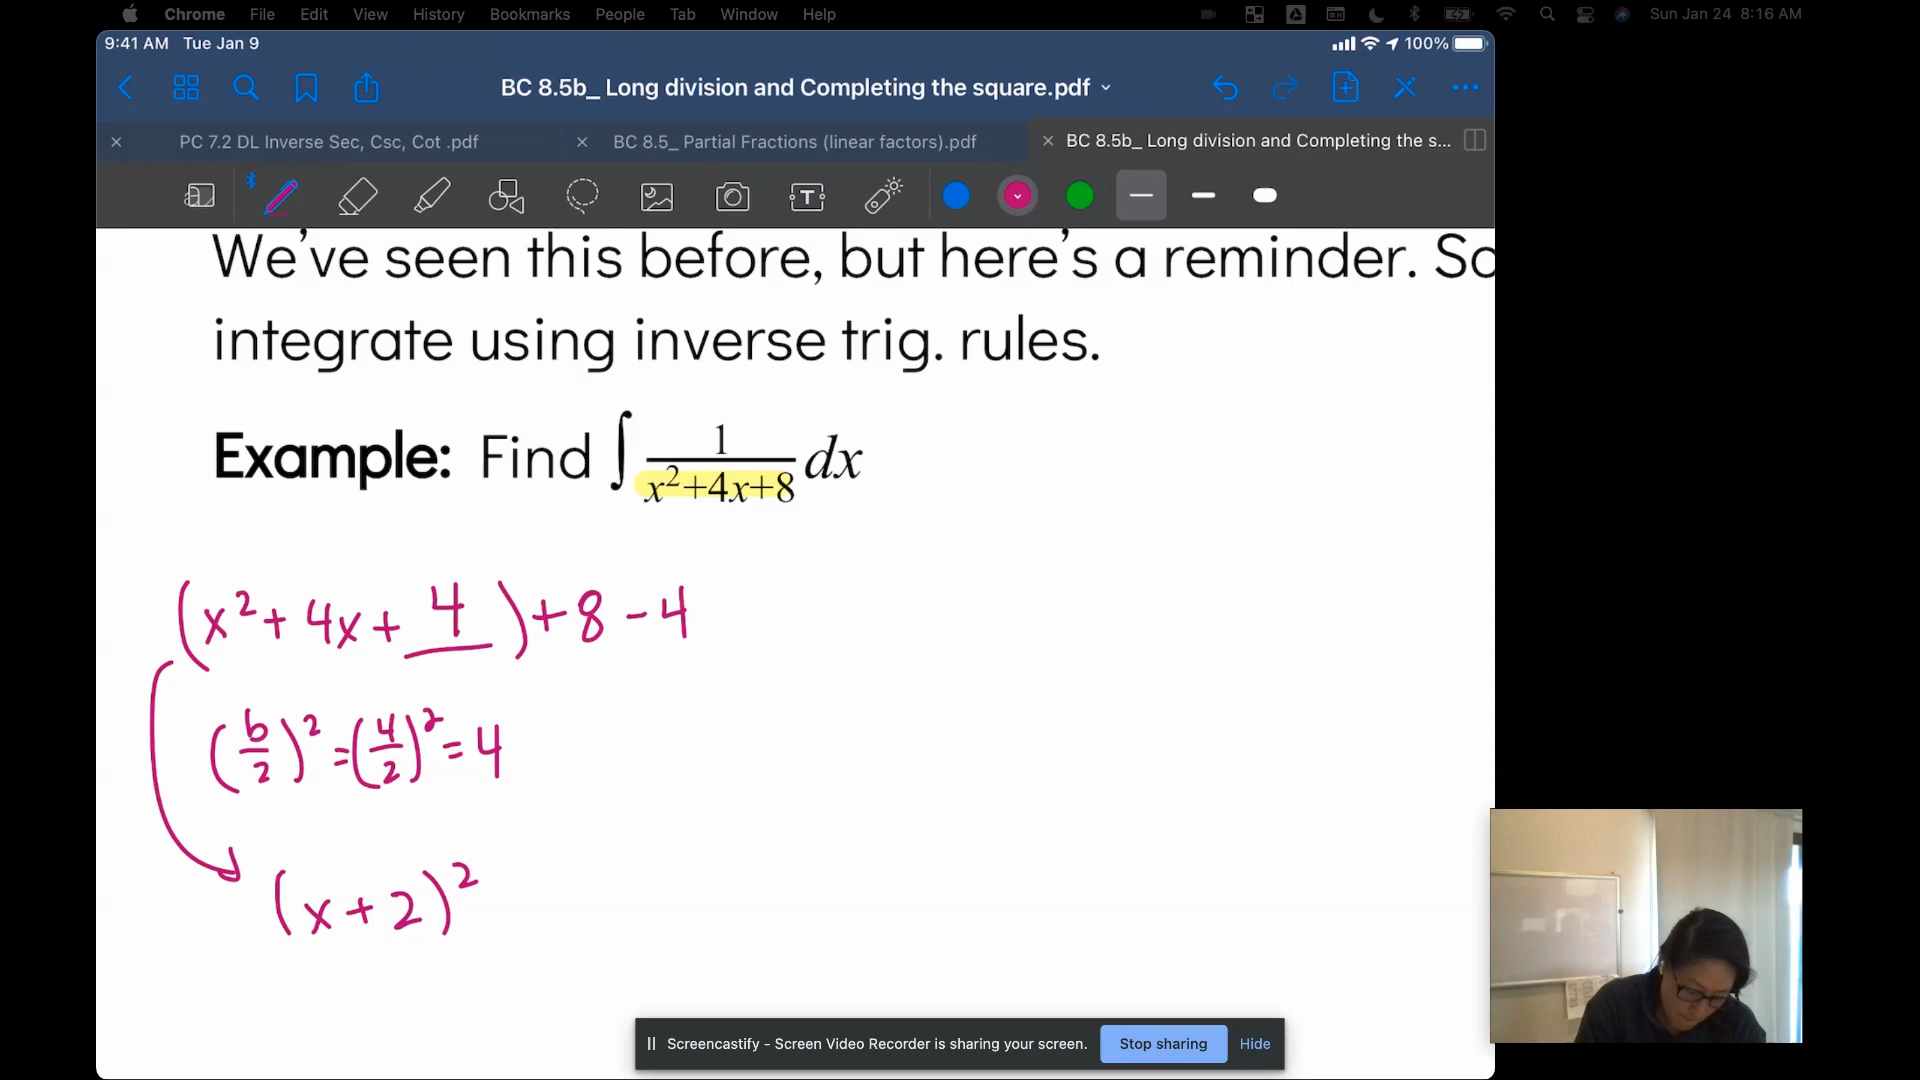 Chrome File Edit View History Bookmarks People Tab Window Help Sun Jan 24 8:16 AM
9:41 AM Tue Jan 9 100%
BC 8.5b_ Long division and Completing the square.pdf
PC 7.2 DL Inverse Sec, Csc, Cot .pdf
BC 8.5_ Partial Fractions (linear factors).pdf
BC 8.5b_ Long division and Completing the s...
T
We've seen this before, but here's a reminder. So
integrate using inverse trig. rules.
Example: Find ∫ 1/(x²+4x+8) dx
(x² + 4x + 4) + 8 - 4
(b/2)² = (4/2)² = 4
(x + 2)²
Screencastify - Screen Video Recorder is sharing your screen. Stop sharing Hide